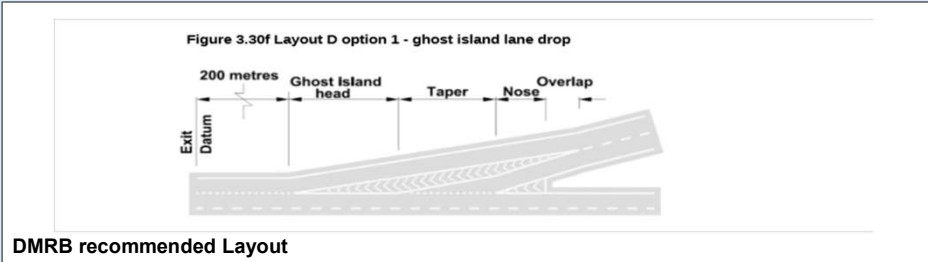 Figure 3.30f Layout D option 1 - ghost island lane drop
200 metres
Ghost Island
head
Taper
Nose
Overlap
Exit
Datum
DMRB recommended Layout